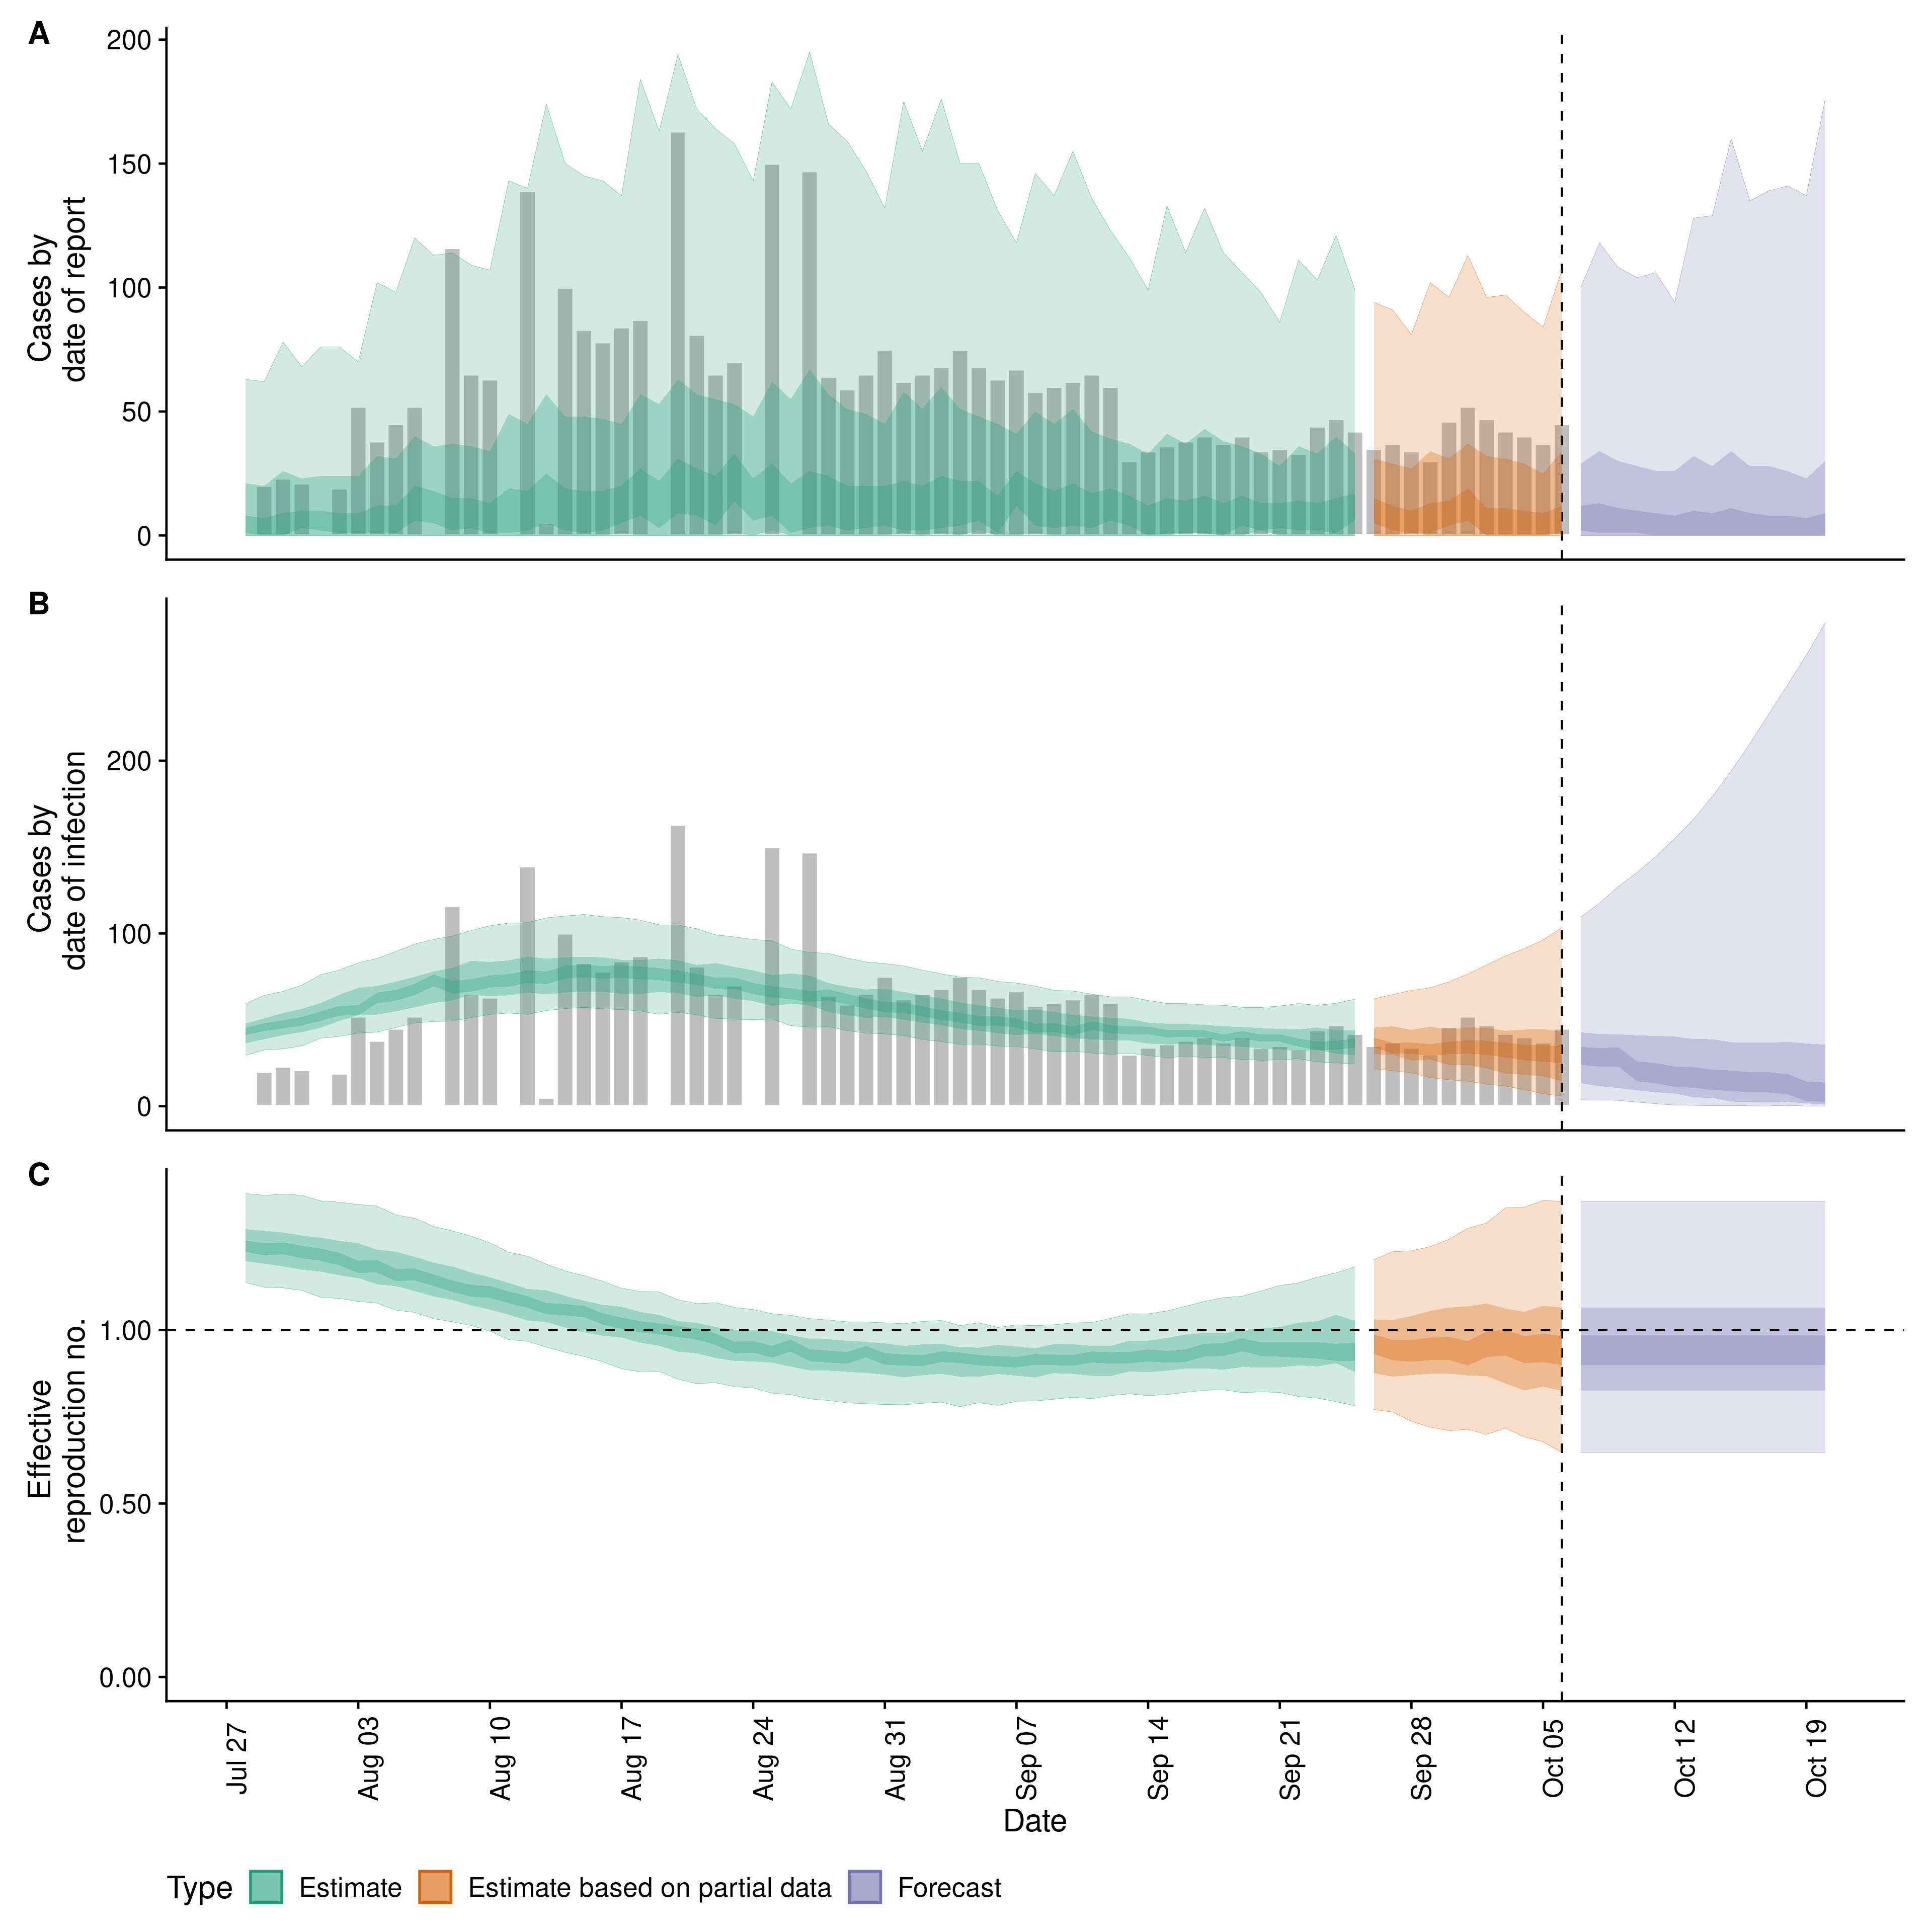 A
200
150
100
50
0
Cases by
date of report
B
200
100
0
Cases by
date of infection
C
1.00
0.50
0.00
Effective
reproduction no.
Jul 27
Aug 03
Aug 10
Aug 17
Aug 24
Aug 31
Sep 07
Sep 14
Sep 21
Sep 28
Oct 05
Oct 12
Oct 19
Date
Type Estimate Estimate based on partial data Forecast